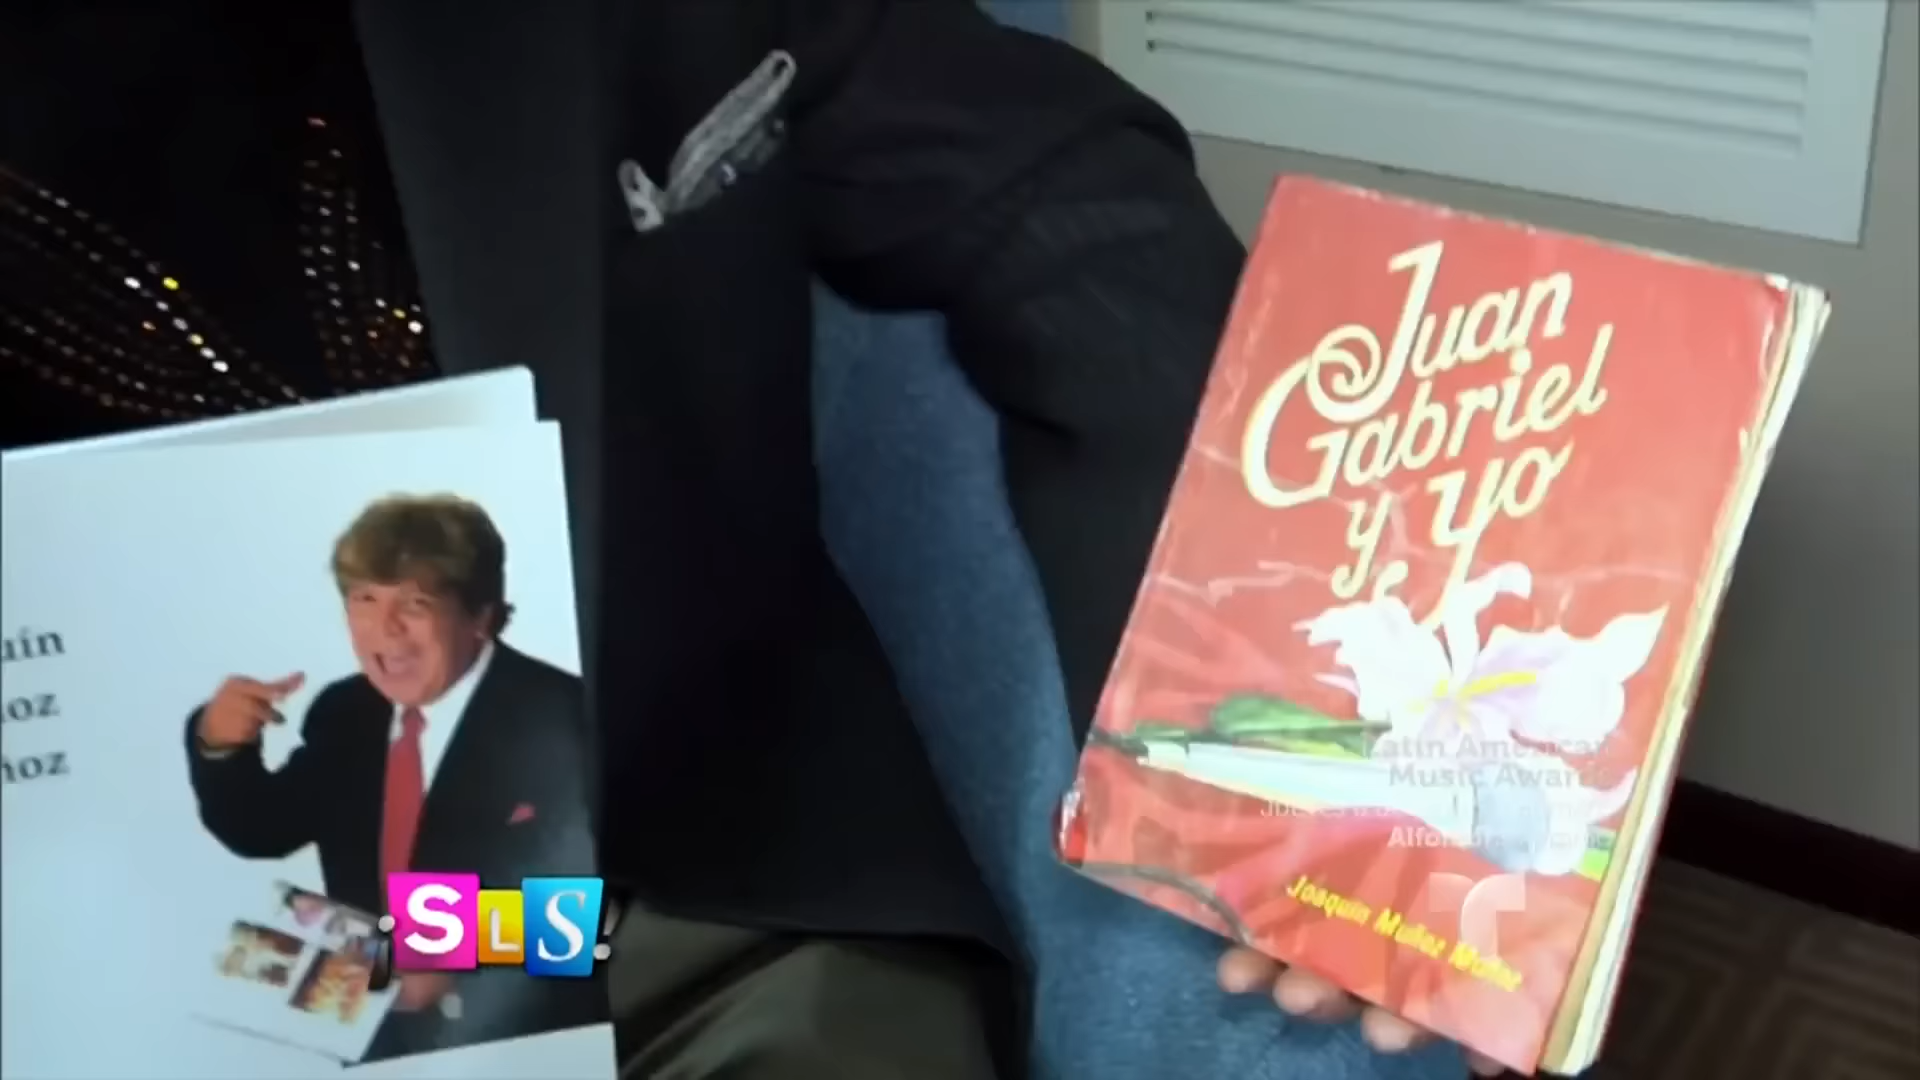 Juan
Gabriel
y yo
Joaquín Muñoz Muñoz
uín
oz
ñoz
¡SLS!
Latin American
Music Awards